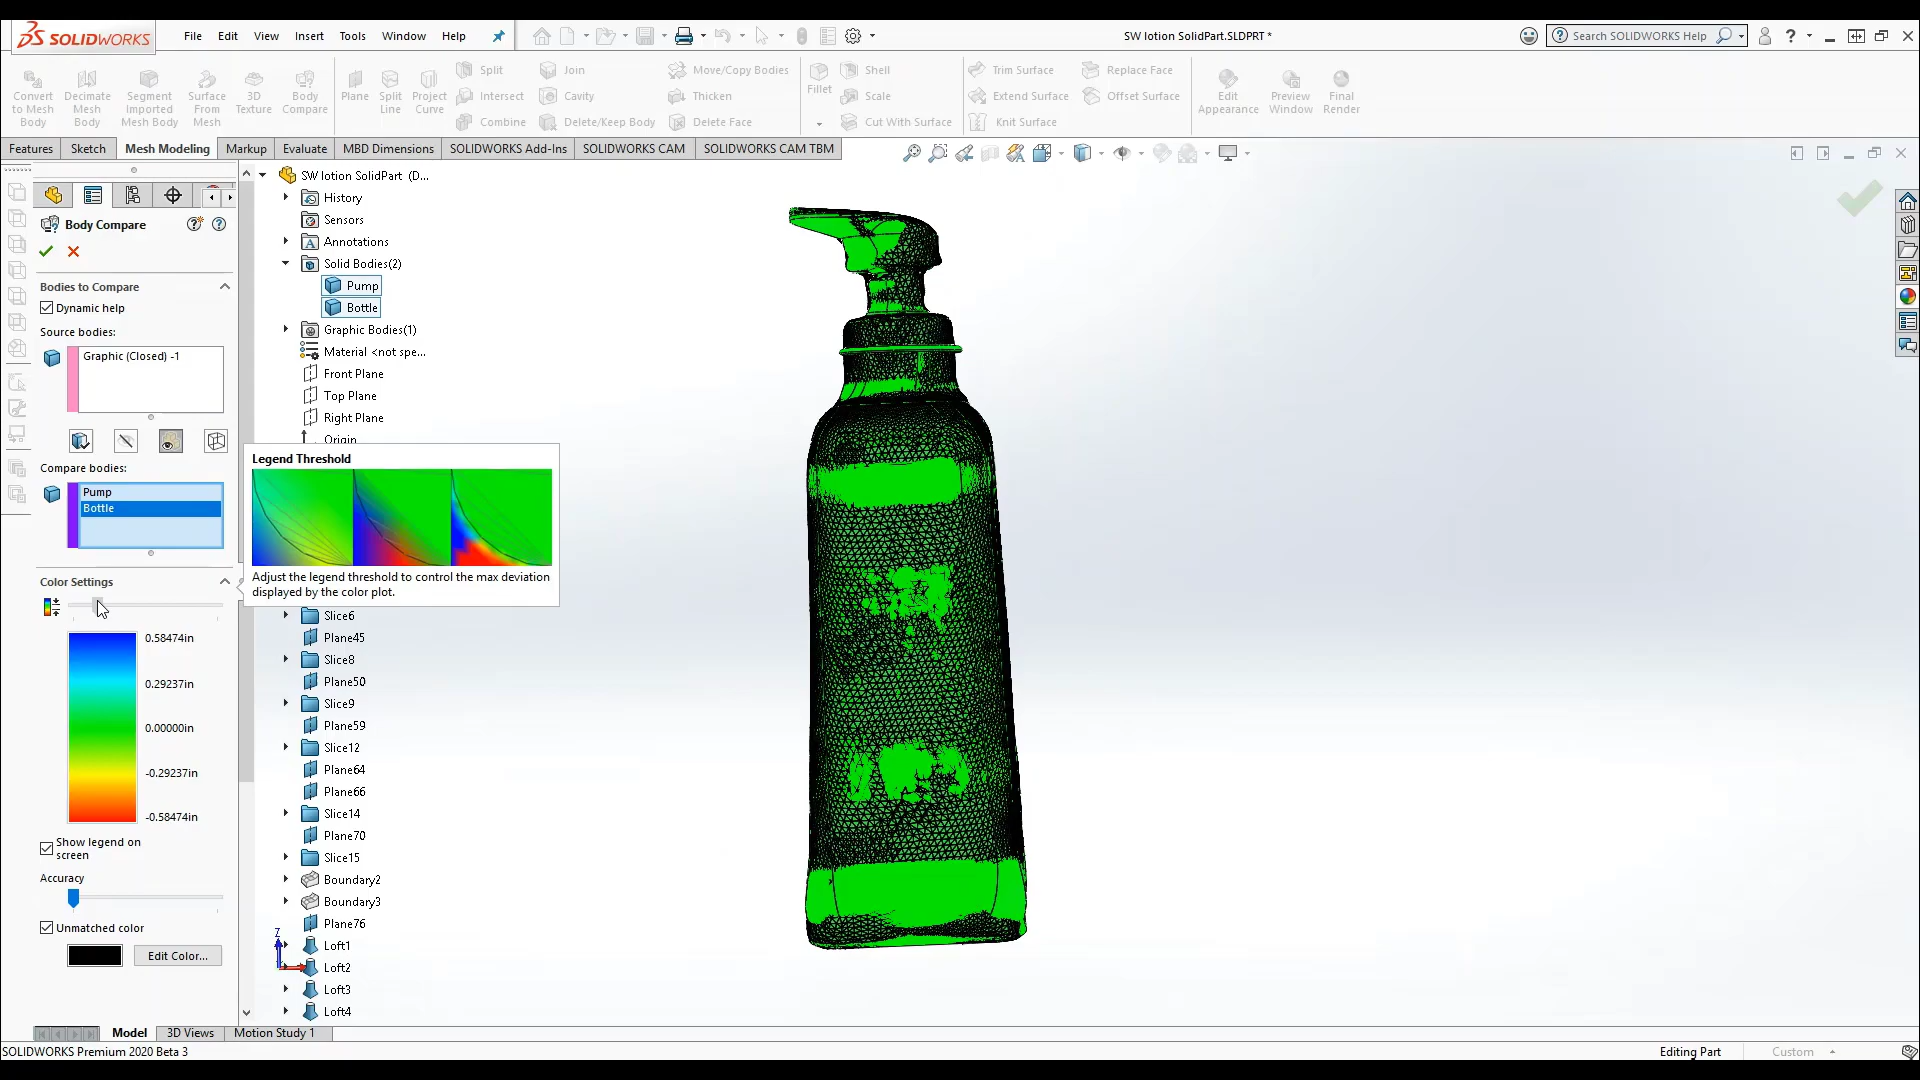 SOLIDWORKS
File Edit View Insert Tools Window Help
SW lotion SolidPart.SLDPRT *
Search SOLIDWORKS Help
Convert to Mesh Body
Decimate Mesh Body
Segment Imported Mesh Body
Surface From Mesh
3D Texture
Body Compare
Plane
Split Line
Project Curve
Split
Intersect
Combine
Join
Cavity
Delete/Keep Body
Move/Copy Bodies
Thicken
Delete Face
Fillet
Shell
Scale
Cut With Surface
Trim Surface
Extend Surface
Knit Surface
Replace Face
Offset Surface
Edit Appearance
Preview Window
Final Render
Features Sketch Mesh Modeling Markup Evaluate MBD Dimensions SOLIDWORKS Add-Ins SOLIDWORKS CAM SOLIDWORKS CAM TBM
Body Compare
Bodies to Compare
Dynamic help
Source bodies:
Graphic (Closed) -1
Compare bodies:
Pump
Bottle
Color Settings
0.58474in
0.29237in
0.00000in
-0.29237in
-0.58474in
Show legend on
screen
Accuracy
Unmatched color
Edit Color...
SW lotion SolidPart (D...
History
Sensors
Annotations
Solid Bodies(2)
Pump
Bottle
Graphic Bodies(1)
Material <not spe...
Front Plane
Top Plane
Right Plane
Origin
Legend Threshold
Adjust the legend threshold to control the max deviation
displayed by the color plot.
Slice6
Plane45
Slice8
Plane50
Slice9
Plane59
Slice12
Plane64
Plane66
Slice14
Plane70
Slice15
Boundary2
Boundary3
Plane76
Loft1
Loft2
Loft3
Loft4
Z
Model 3D Views Motion Study 1
SOLIDWORKS Premium 2020 Beta 3
Editing Part
Custom